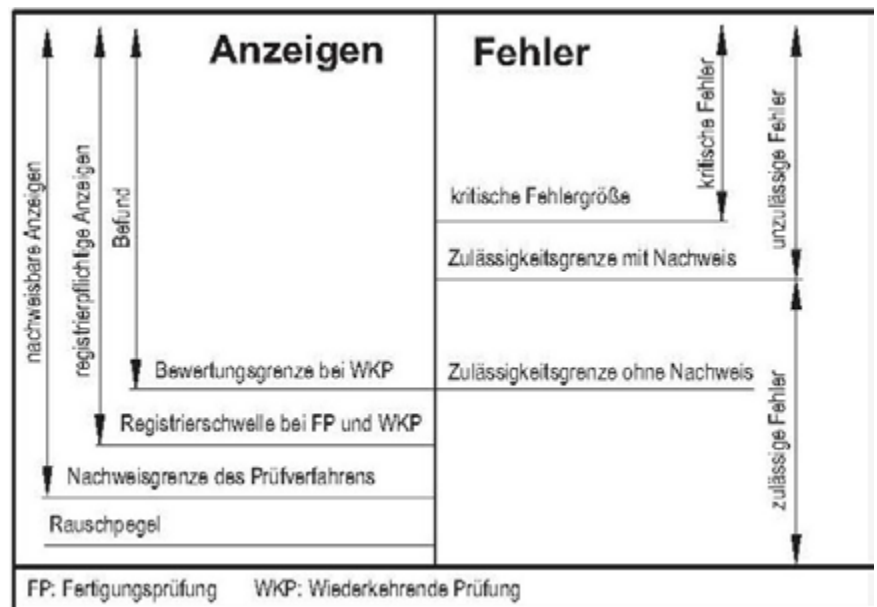 Anzeigen
Fehler
nachweisbare Anzeigen
registrierpflichtige Anzeigen
Befund
kritische Fehler
unzulässige Fehler
kritische Fehlergröße
Zulässigkeitsgrenze mit Nachweis
Bewertungsgrenze bei WKP
Zulässigkeitsgrenze ohne Nachweis
zulässige Fehler
Registrierschwelle bei FP und WKP
Nachweisgrenze des Prüfverfahrens
Rauschpegel
FP: Fertigungsprüfung WKP: Wiederkehrende Prüfung